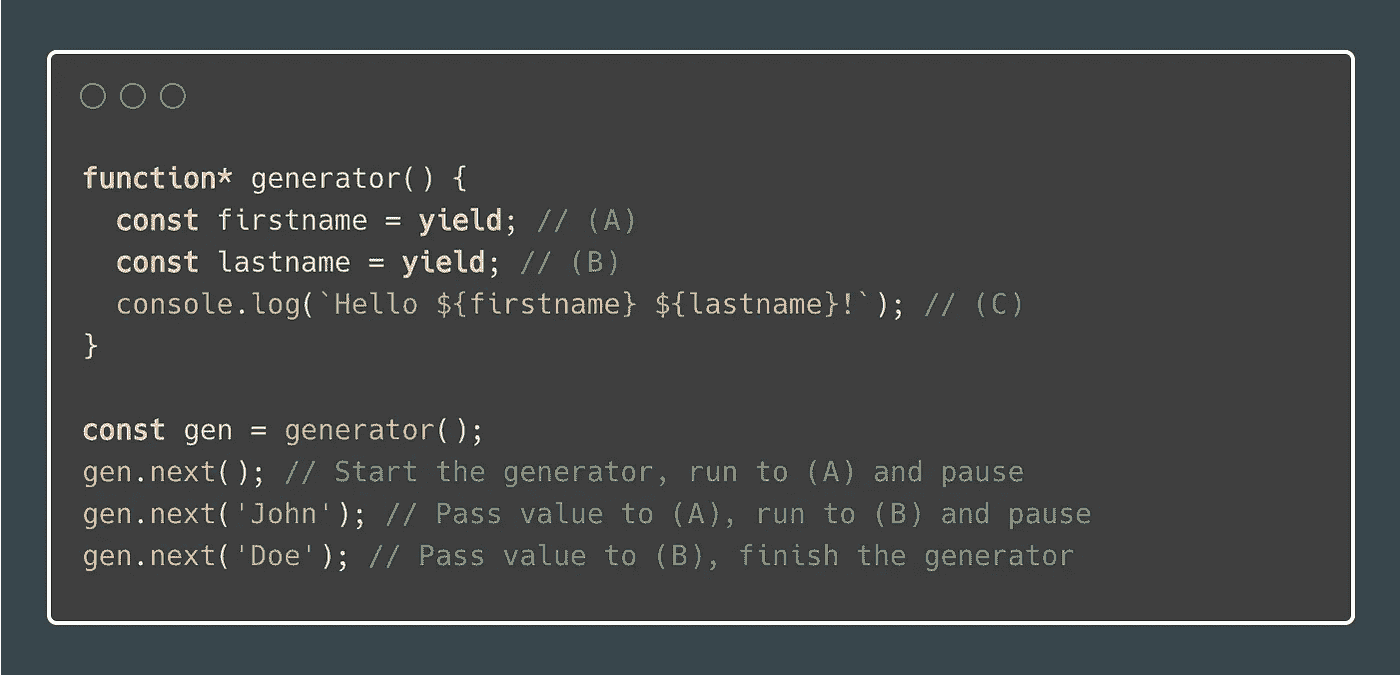 function* generator() {
  const firstname = yield; // (A)
  const lastname = yield; // (B)
  console.log(`Hello ${firstname} ${lastname}!`); // (C)
}
const gen = generator();
gen.next(); // Start the generator, run to (A) and pause
gen.next('John'); // Pass value to (A), run to (B) and pause
gen.next('Doe'); // Pass value to (B), finish the generator